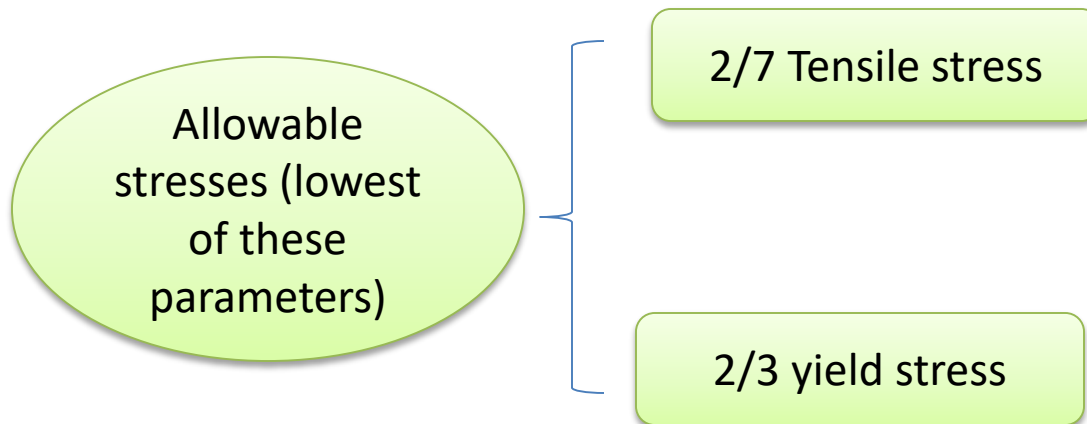 Allowable
stresses (lowest
of these
parameters)
2/7 Tensile stress
2/3 yield stress